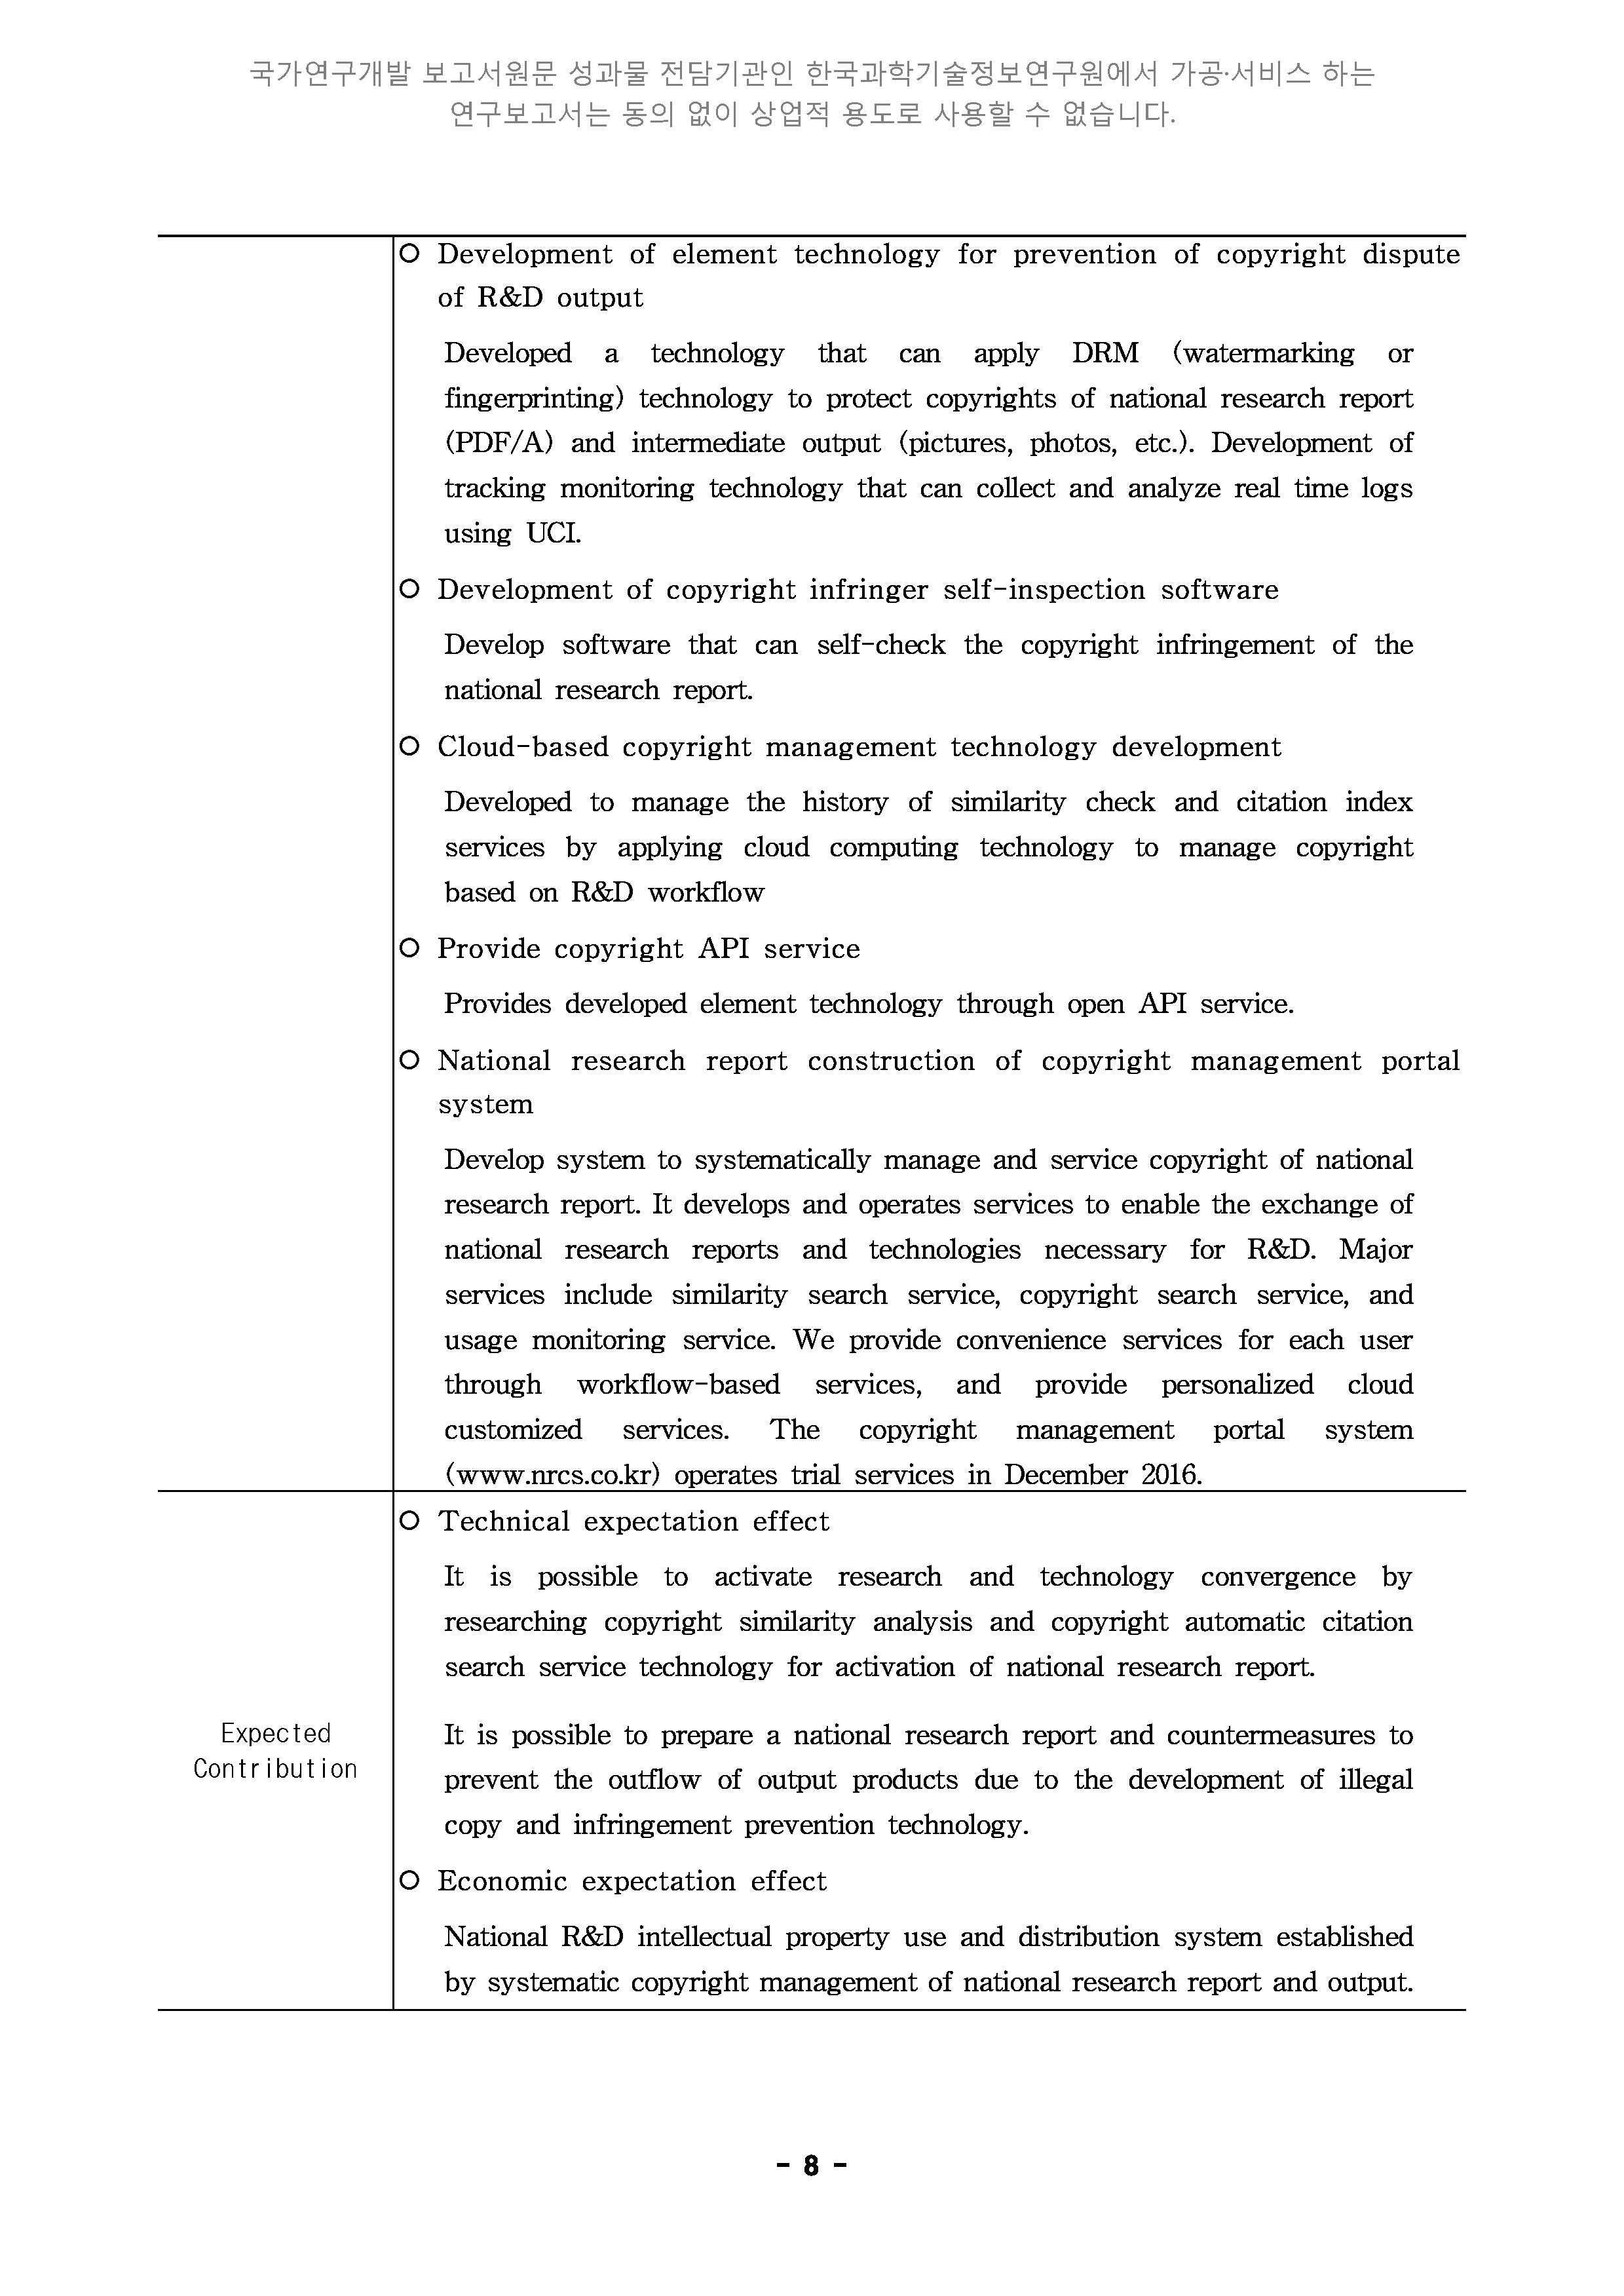 국가연구개발 보고서원문 성과물 전담기관인 한국과학기술정보연구원에서 가공·서비스 하는
연구보고서는 동의 없이 상업적 용도로 사용할 수 없습니다.
○ Development of element technology for prevention of copyright dispute
of R&D output
Developed a technology that can apply DRM (watermarking or
fingerprinting) technology to protect copyrights of national research report
(PDF/A) and intermediate output (pictures, photos, etc.). Development of
tracking monitoring technology that can collect and analyze real time logs
using UCI.
○ Development of copyright infringer self-inspection software
Develop software that can self-check the copyright infringement of the
national research report.
○ Cloud-based copyright management technology development
Developed to manage the history of similarity check and citation index
services by applying cloud computing technology to manage copyright
based on R&D workflow
○ Provide copyright API service
Provides developed element technology through open API service.
○ National research report construction of copyright management portal
system
Develop system to systematically manage and service copyright of national
research report. It develops and operates services to enable the exchange of
national research reports and technologies necessary for R&D. Major
services include similarity search service, copyright search service, and
usage monitoring service. We provide convenience services for each user
through workflow-based services, and provide personalized cloud
customized services. The copyright management portal system
(www.nrcs.co.kr) operates trial services in December 2016.
Expected
Contribution
○ Technical expectation effect
It is possible to activate research and technology convergence by
researching copyright similarity analysis and copyright automatic citation
search service technology for activation of national research report.
It is possible to prepare a national research report and countermeasures to
prevent the outflow of output products due to the development of illegal
copy and infringement prevention technology.
○ Economic expectation effect
National R&D intellectual property use and distribution system established
by systematic copyright management of national research report and output.
- 8 -